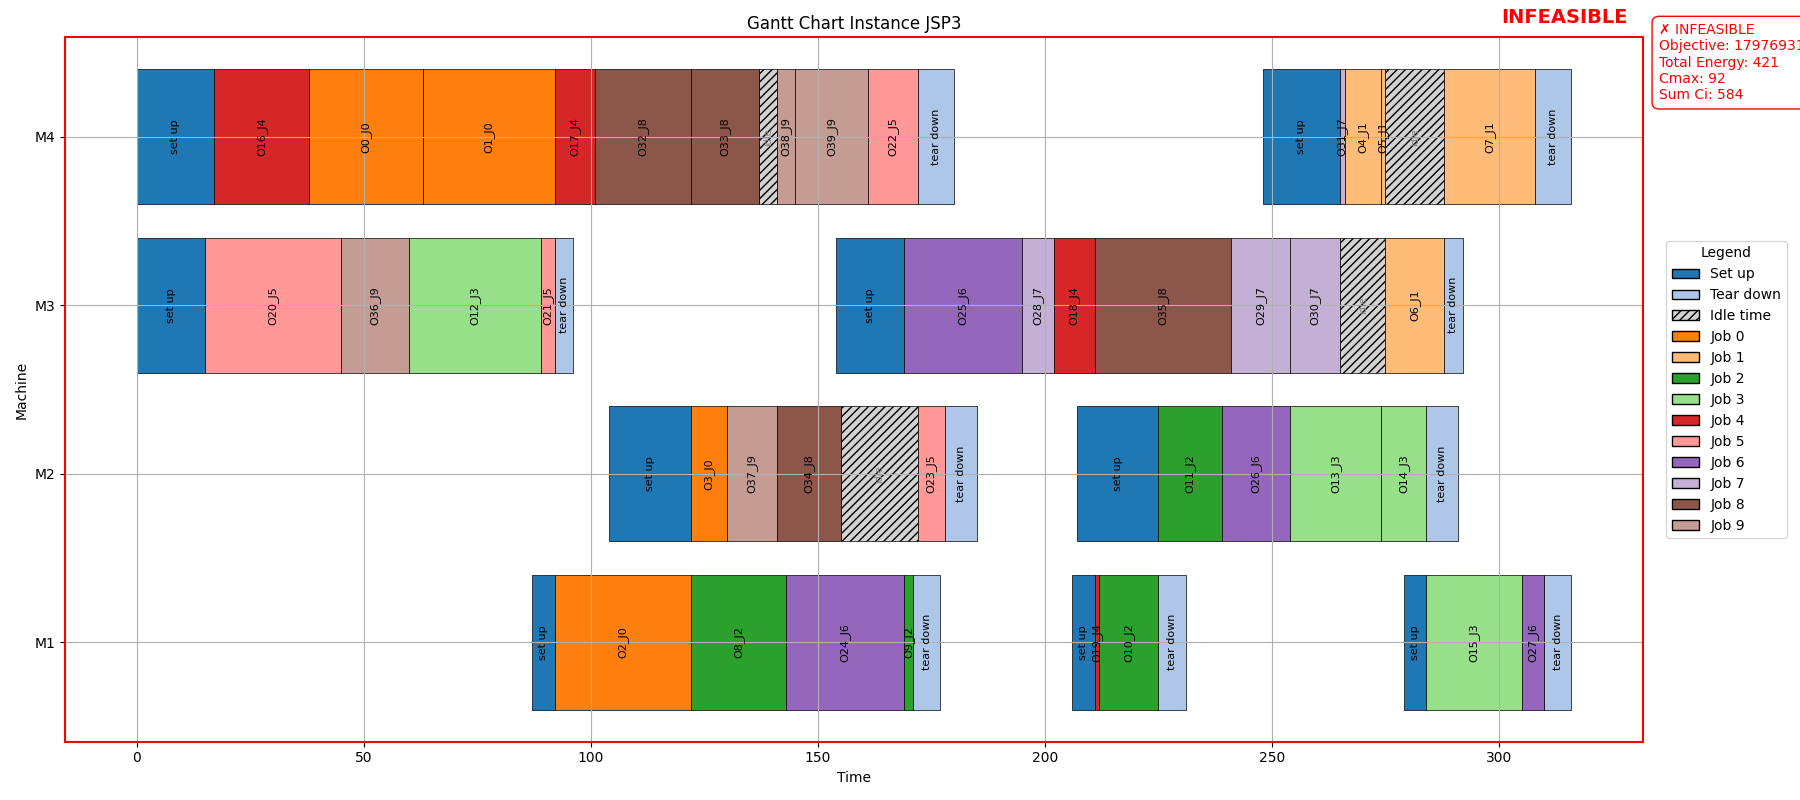 Gantt Chart Instance JSP3
INFEASIBLE
✗ INFEASIBLE
Objective: 17976931
Total Energy: 421
Cmax: 92
Sum Ci: 584
Machine
M4
set up
O16_J4
O0_J0
O1_J0
O17_J4
O32_J8
O33_J8
O38_J9
O39_J9
O22_J5
tear down
set up
O31_J7
O4_J1
O5_J1
O7_J1
tear down
M3
set up
O20_J5
O36_J9
O12_J3
O21_J5
tear down
set up
O25_J6
O28_J7
O18_J4
O35_J8
O29_J7
O30_J7
O6_J1
tear down
M2
set up
O3_J0
O37_J9
O34_J8
O23_J5
tear down
set up
O11_J2
O26_J6
O13_J3
O14_J3
tear down
M1
set up
O2_J0
O8_J2
O24_J6
O9_J2
tear down
set up
O19_J4
O10_J2
tear down
set up
O15_J3
O27_J6
tear down
0
50
100
150
200
250
300
Time
Legend
Set up
Tear down
Idle time
Job 0
Job 1
Job 2
Job 3
Job 4
Job 5
Job 6
Job 7
Job 8
Job 9